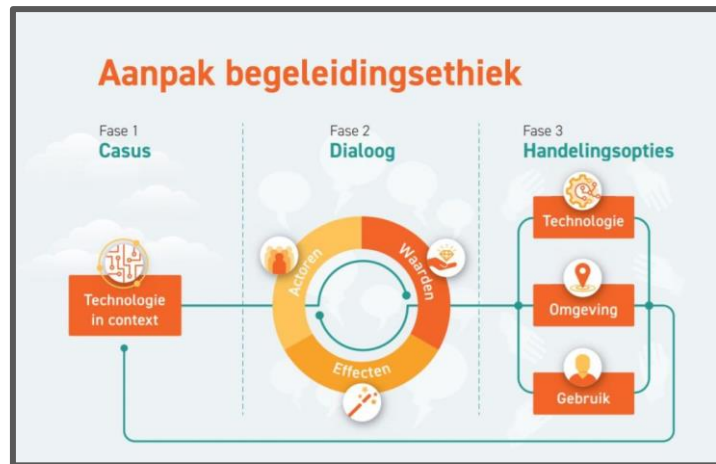 Aanpak begeleidingsethiek
Fase 1
Casus
Fase 2
Dialoog
Fase 3
Handelingsopties
Technologie
in context
Actoren
Waarden
Effecten
Technologie
Omgeving
Gebruik